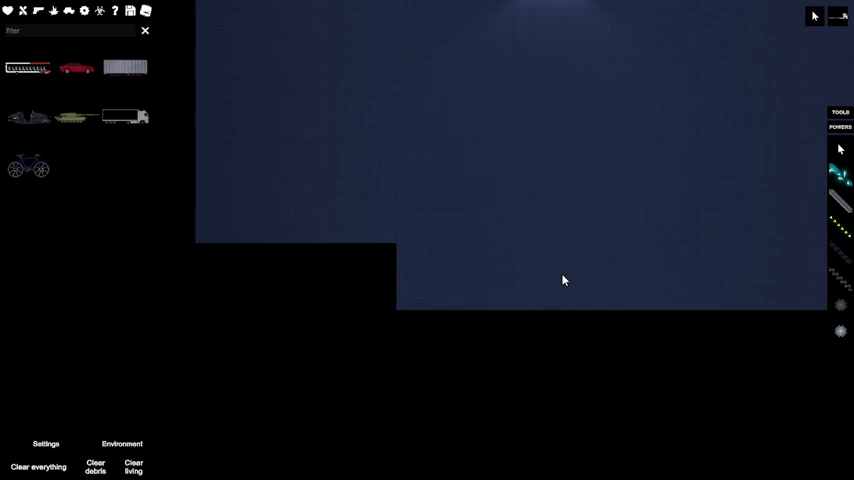 filter
TOOLS
POWERS
Settings
Environment
Clear everything
Clear debris
Clear living